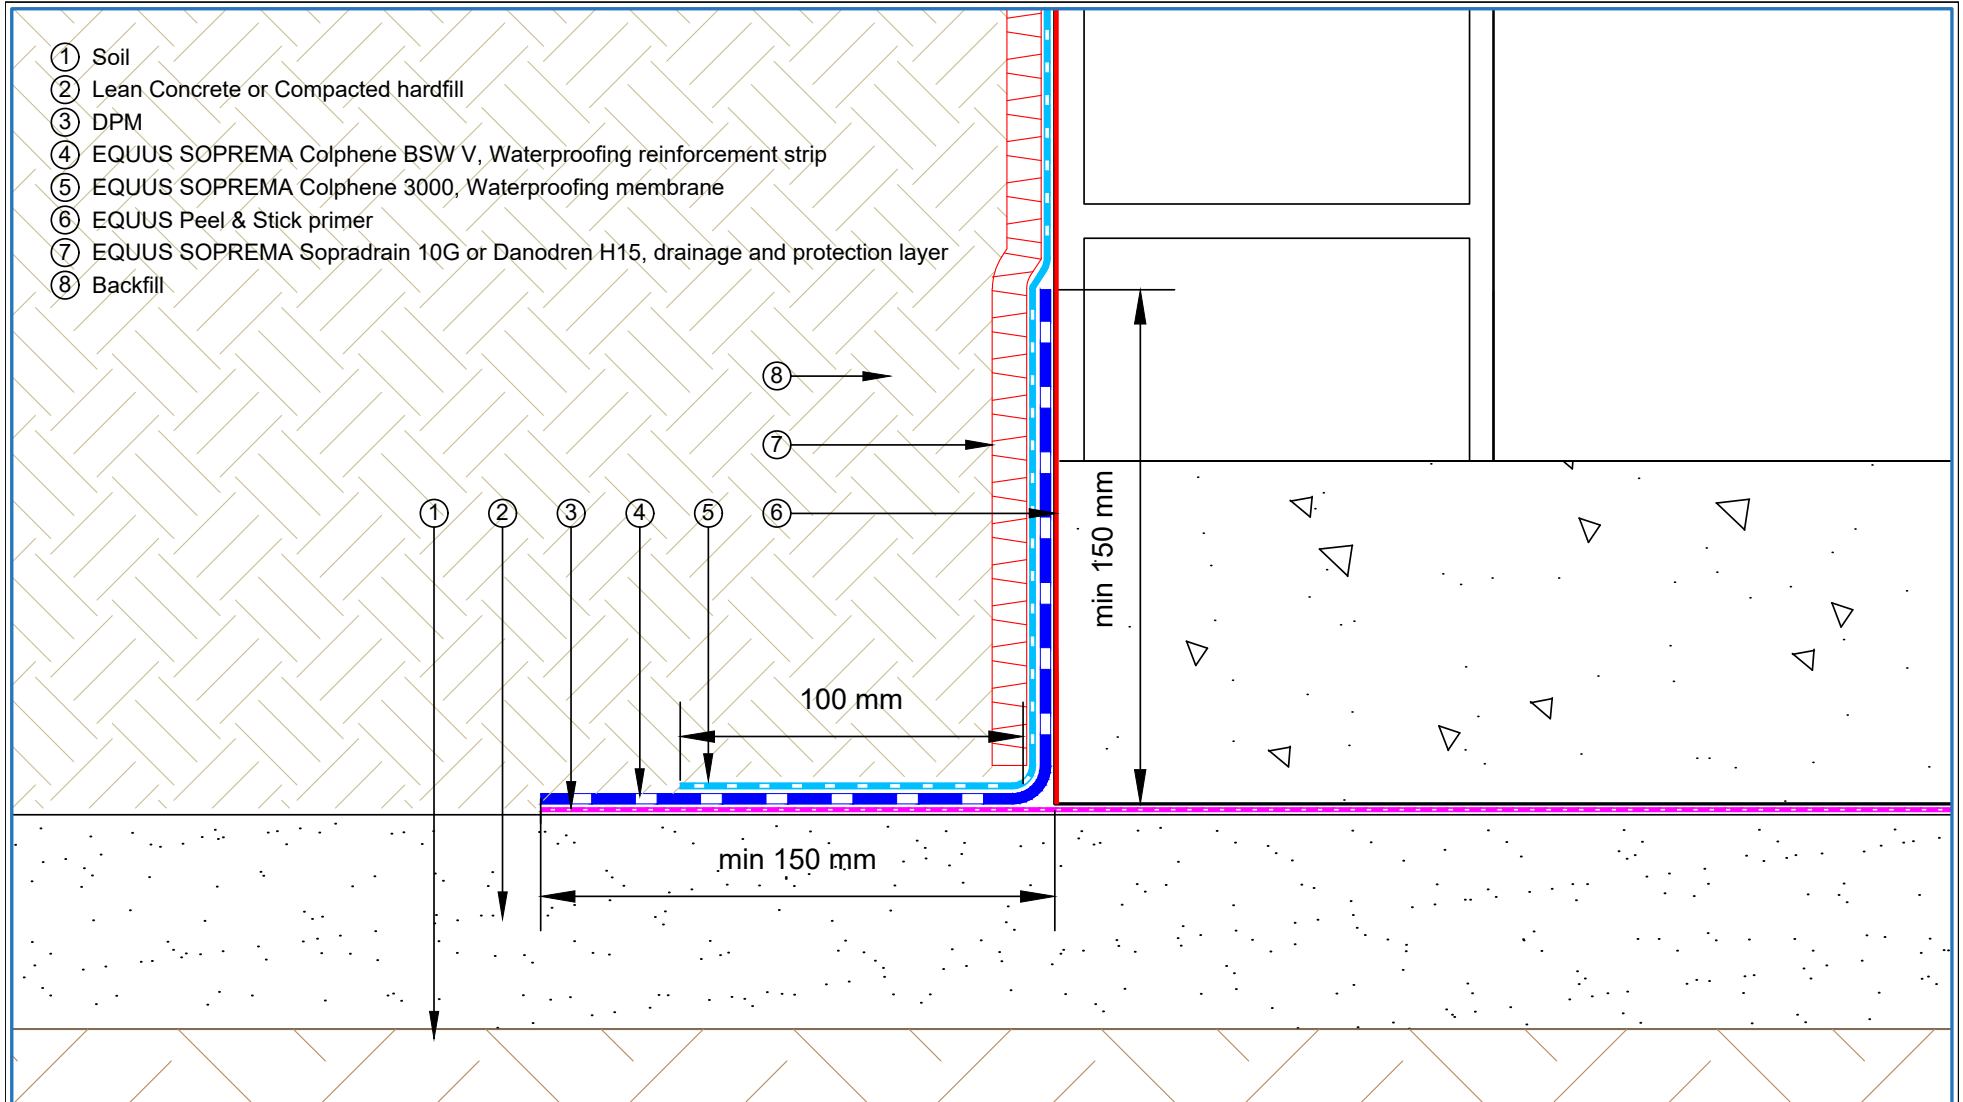 1 Soil
2 Lean Concrete or Compacted hardfill
3 DPM
4 EQUUS SOPREMA Colphene BSW V, Waterproofing reinforcement strip
5 EQUUS SOPREMA Colphene 3000, Waterproofing membrane
6 EQUUS Peel & Stick primer
7 EQUUS SOPREMA Sopradrain 10G or Danodren H15, drainage and protection layer
8 Backfill
8
7
1 2 3 4 5 6
min 150 mm
100 mm
min 150 mm